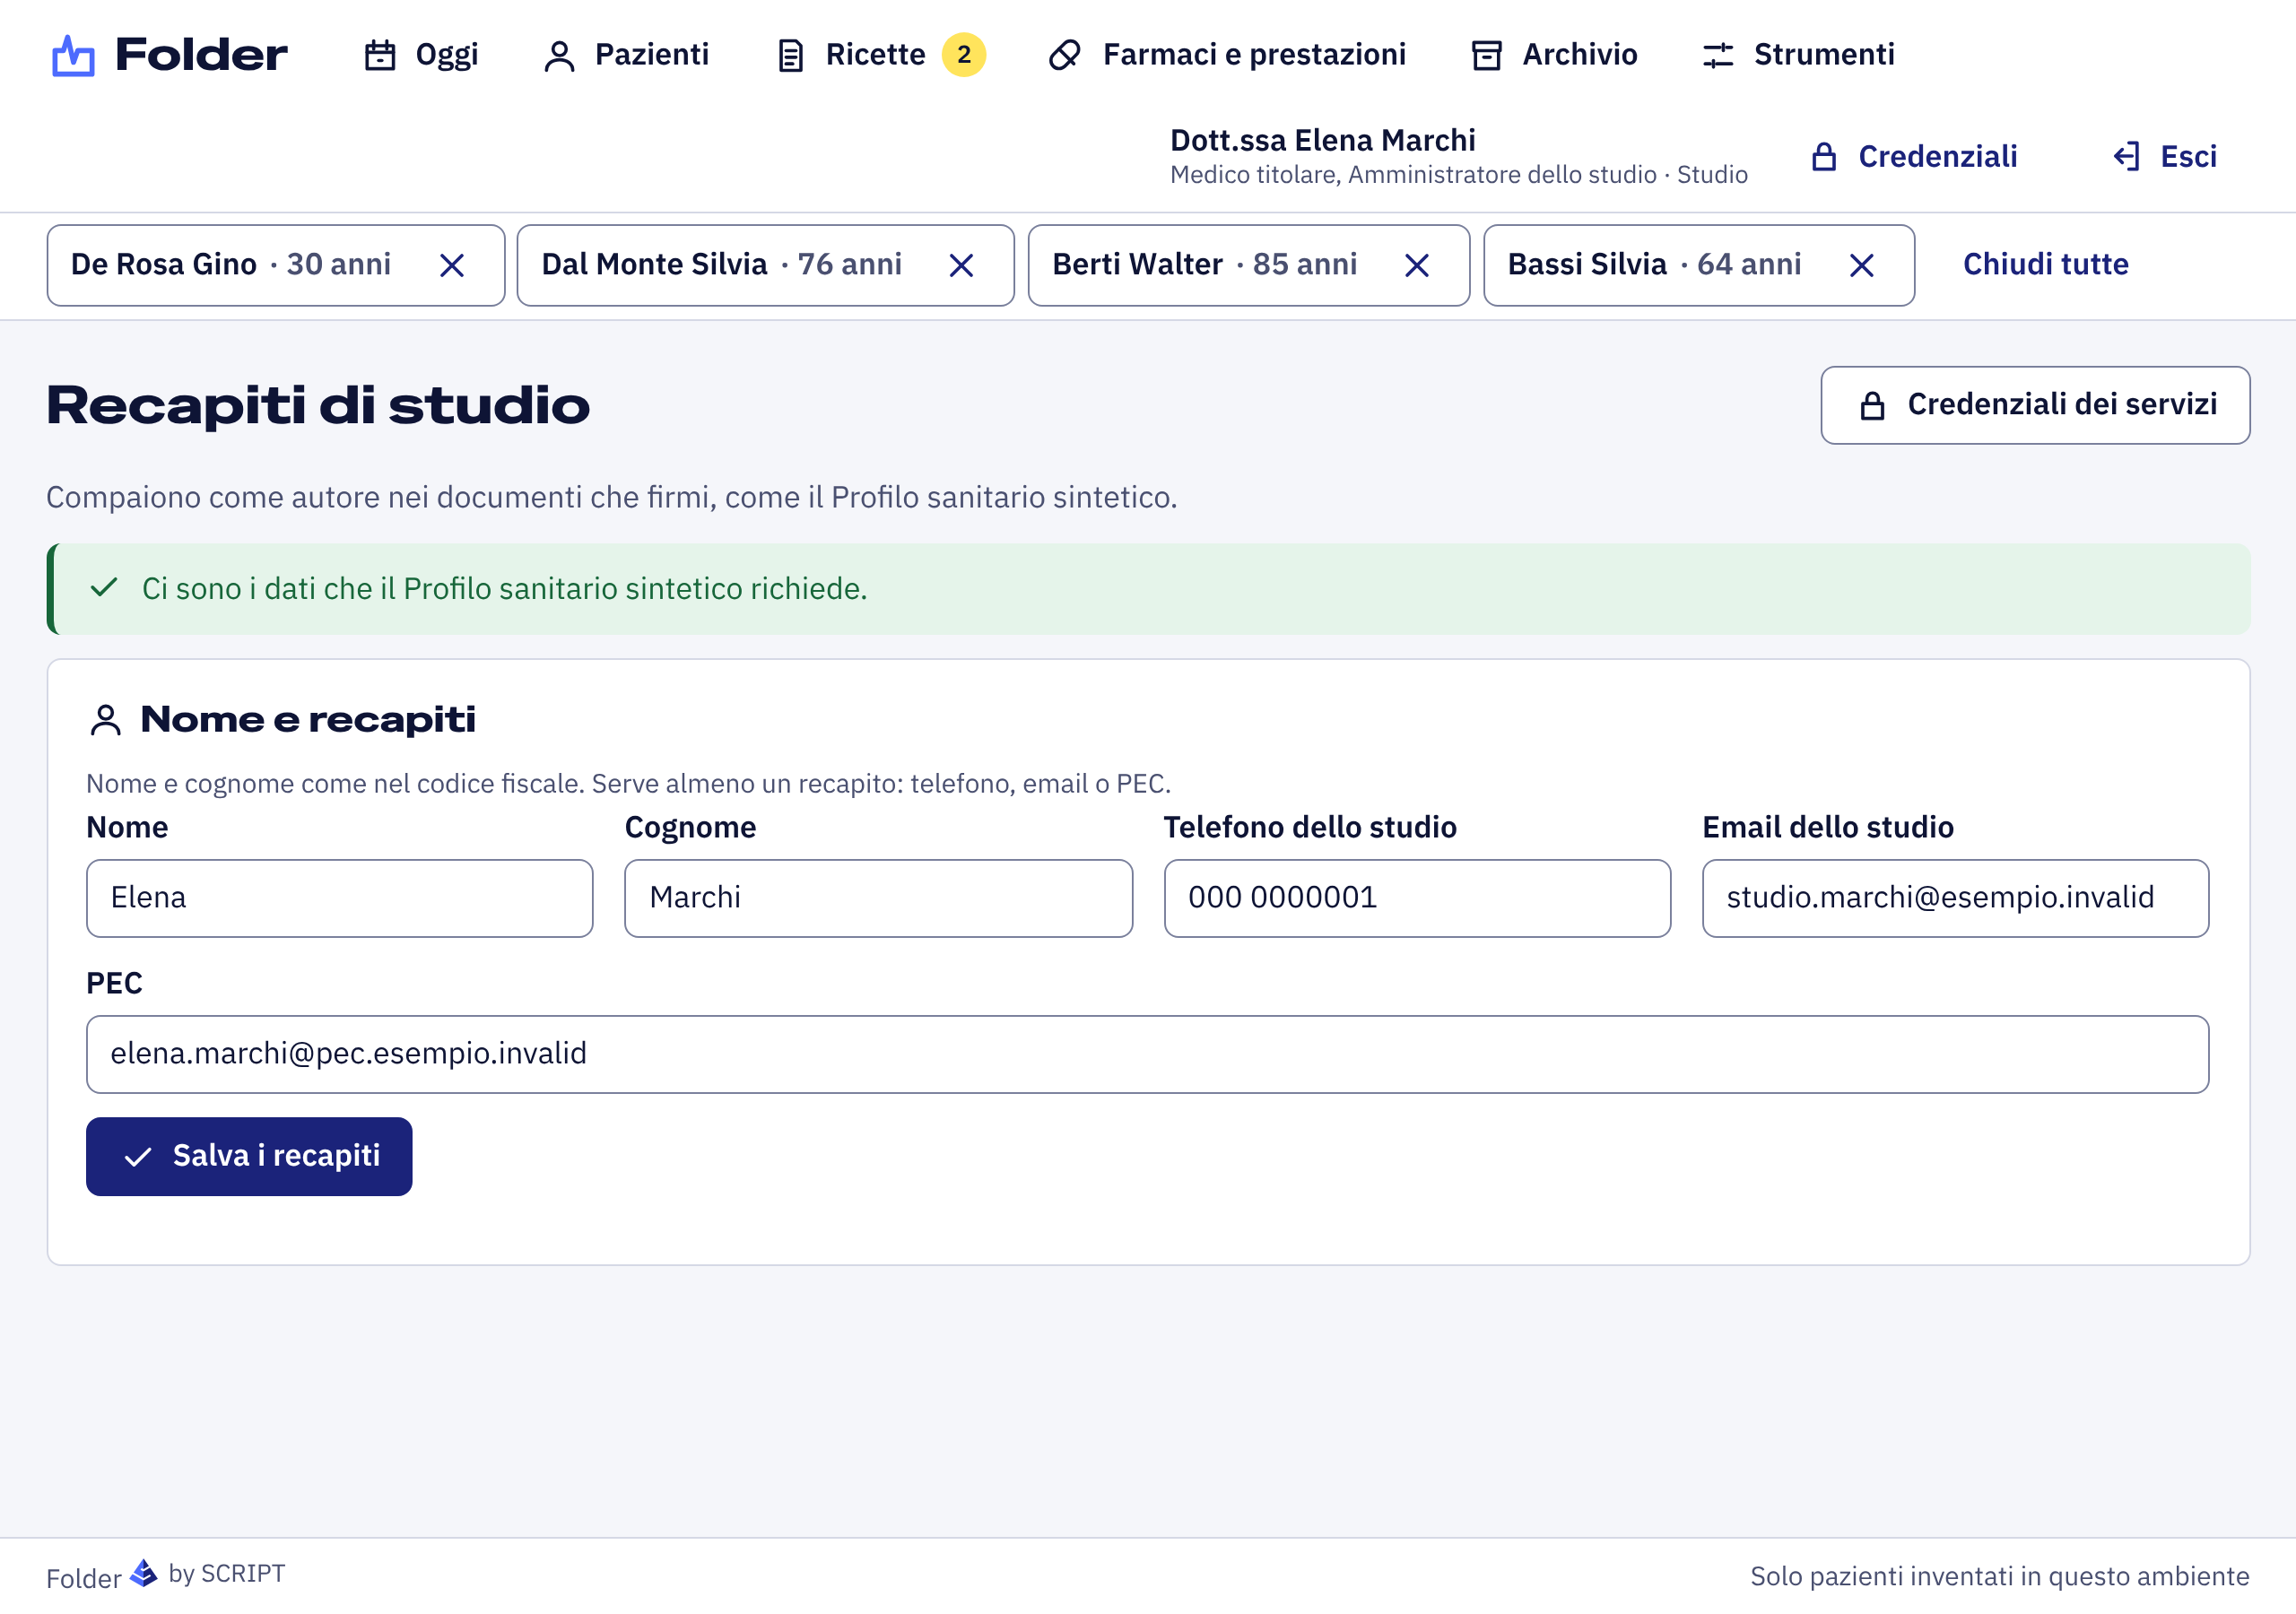 Folder
Oggi
Pazienti
Ricette 2
Farmaci e prestazioni
Archivio
Strumenti
Dott.ssa Elena Marchi
Medico titolare, Amministratore dello studio · Studio
Credenziali
Esci
De Rosa Gino · 30 anni
Dal Monte Silvia · 76 anni
Berti Walter · 85 anni
Bassi Silvia · 64 anni
Chiudi tutte
Recapiti di studio
Credenziali dei servizi
Compaiono come autore nei documenti che firmi, come il Profilo sanitario sintetico.
Ci sono i dati che il Profilo sanitario sintetico richiede.
Nome e recapiti
Nome e cognome come nel codice fiscale. Serve almeno un recapito: telefono, email o PEC.
Nome
Cognome
Telefono dello studio
Email dello studio
Elena
Marchi
000 0000001
studio.marchi@esempio.invalid
PEC
elena.marchi@pec.esempio.invalid
Salva i recapiti
Folder by SCRIPT
Solo pazienti inventati in questo ambiente